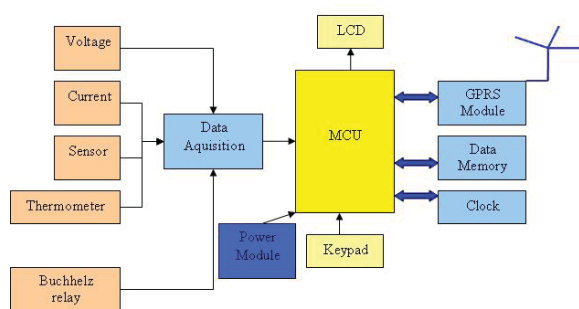 Voltage
Current
Sensor
Thermometer
Buchhelz
relay
Data
Aquisition
LCD
MCU
Power
Module
Keypad
GPRS
Module
Data
Memory
Clock